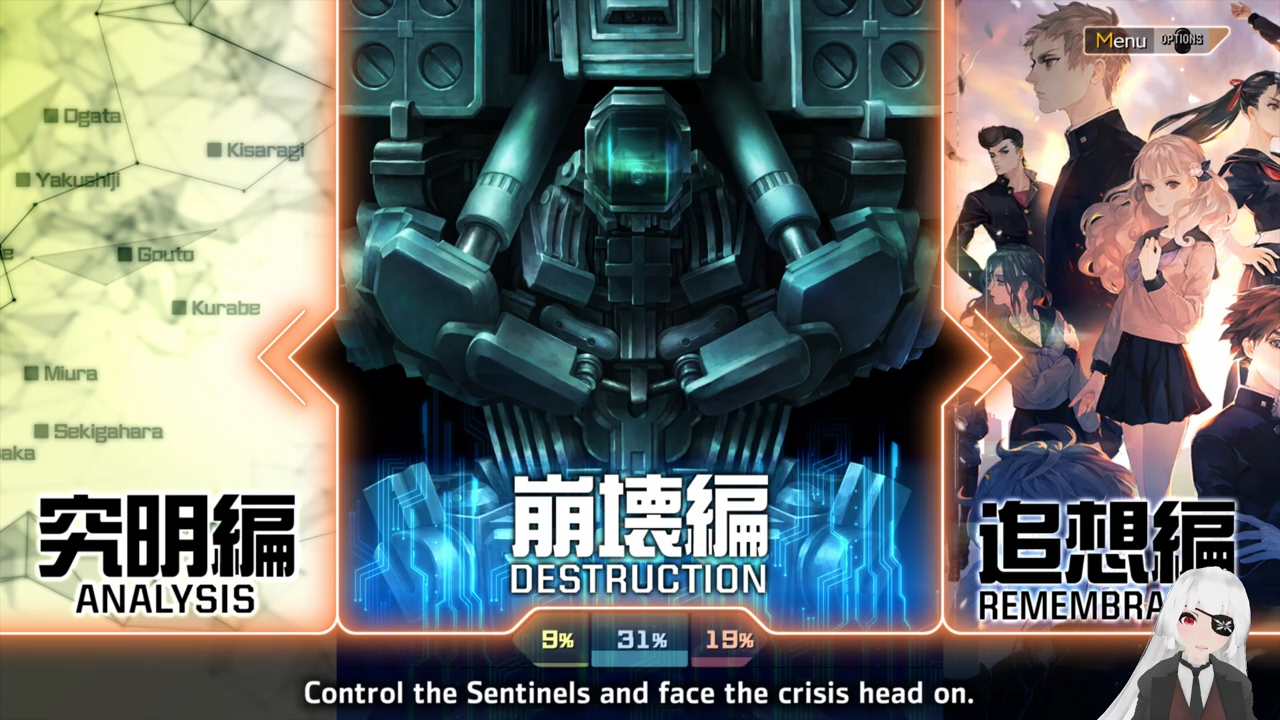 Menu OPTIONS
Ogata
Kisaragi
Yakushiji
Gouto
Kurabe
Miura
Sekigahara
究明編
ANALYSIS
崩壊編
DESTRUCTION
追想編
REMEMBRA
9% 31% 19%
Control the Sentinels and face the crisis head on.